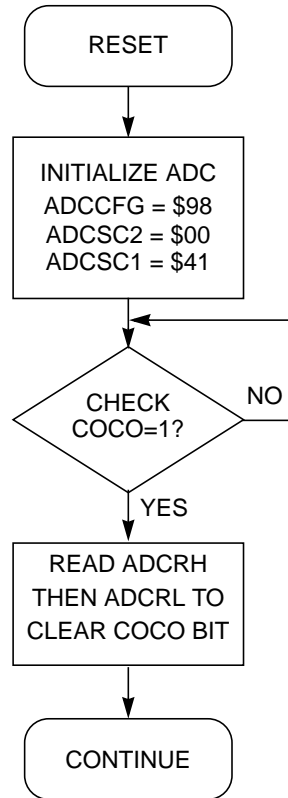 RESET
INITIALIZE ADC
ADCCFG = $98
ADCSC2 = $00
ADCSC1 = $41
CHECK
COCO=1?
NO
YES
READ ADCRH
THEN ADCRL TO
CLEAR COCO BIT
CONTINUE